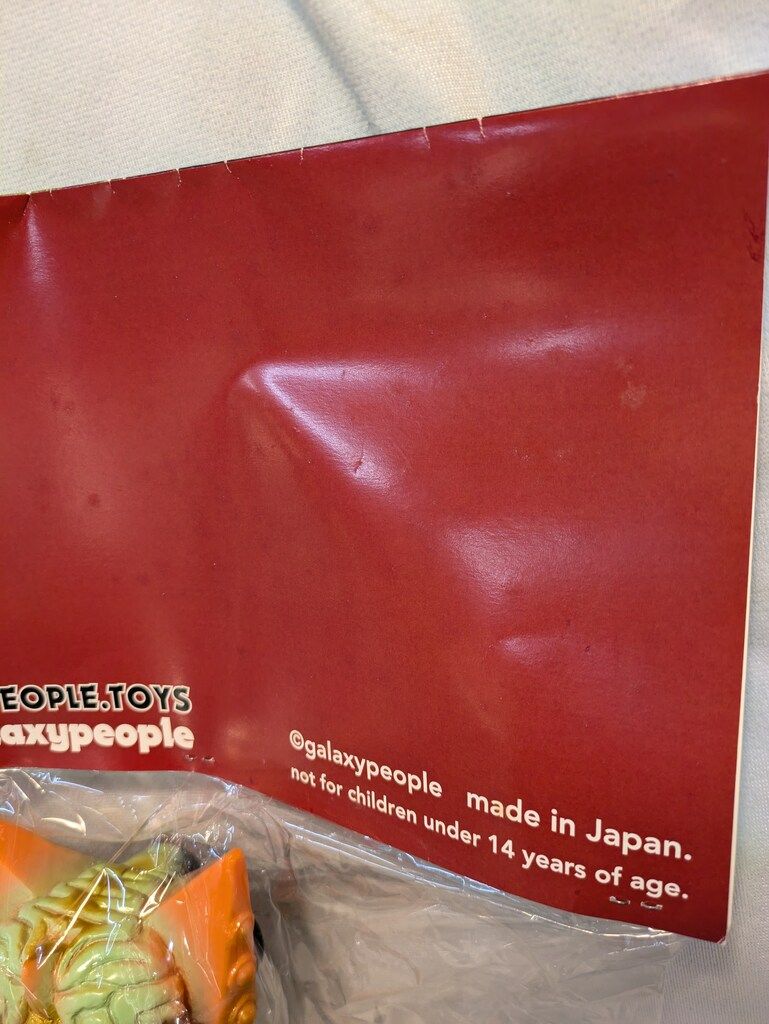 EOPLE.TOYS
axypeople
©galaxypeople made in Japan.
not for children under 14 years of age.